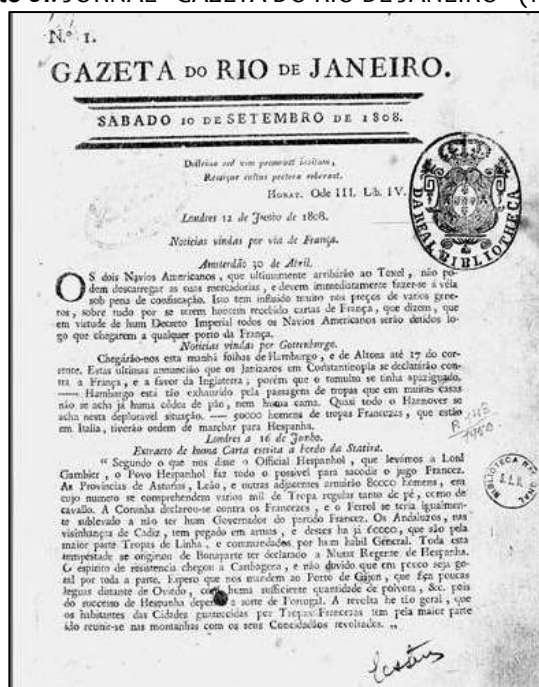 JORNAL "GAZETA DO RIO DE JANEIRO"
N.º 1.
GAZETA DO RIO DE JANEIRO.
SABADO 10 DE SETEMBRO DE 1808.
Doctrina sed vim promovet insitam,
Rectique cultus pectora roborant.
HORAT. Ode III. Lib. IV.
Londres 12 de Junho de 1808.
Noticias vindas por via de França.
Amsterdão 30 de Abril.
OS dois Navios Americanos, que ultimamente arribárão ao Texel, não po-
dem descarregar as suas mercadorias, e devem immediatamente fazer-se á vela
sob pena de confiscação. Isto tem influido muito nos preços de varios gene-
ros, sobre tudo por se terem hontem recebido cartas de França, que dizem, que
em virtude de hum Decreto Imperial todos os Navios Americanos serão detidos lo-
go que chegarem a qualquer porto da França.
Noticias vindas por Gottenburgo.
Chegárão-nos esta manhã folhas de Hamburgo, e de Altona até 17 do cor-
rente. Estas ultimas annuncião que os Janizaros em Constantinopla se declarárão con-
tra a França, e a favor da Inglaterra; porém que o tumulto se tinha apaziguado.
—— Hamburgo está tão exhaurido pela passagem de tropas que em muitas casas
não se acha já huma côdea de pão, nem huma cama. Quasi todo o Hannover se
acha nesta deploravel situação. —— 50000 homens de tropas Francezas, que estão
em Italia, tiverão ordem de marchar para Hespanha.
Londres a 16 de Junho.
Extracto de huma Carta escrita a bordo da Statira.
" Segundo o que nos disse o Official Hespanhol, que levámos a Lord
Gambier, o Povo Hespanhol faz todo o possivel para sacodir o jugo Francez.
As Provincias de Asturias, Leão, e outras adjacentes armárão 80000 homens, em
cujo numero se comprehendem varios mil de Tropa regular tanto de pé, como de
cavallo. A Corunha declarou-se contra os Francezes, e o Ferrol se teria igualmen-
te sublevado a não ter hum Governador do partido Francez. Os Andaluzos, nas
visinhanças de Cadiz, tem pegado em armas, e destes ha já 60000, que são pela
maior parte Tropas de Linha, e commandados por hum habil General. Toda esta
tempestade se originou de Bonaparte ter declarado a Murat Regente de Hespanha.
O espirito de resistencia chegou a Carthagena, e não duvido que em pouco seja ge-
ral por toda a parte. Espero que nos mandem ao Porto de Gijon, que fica poucas
leguas distante de Oviedo, com huma sufficiente quantidade de polvora, &c. pois
do successo de Hespanha depende a sorte de Portugal. A revolta he tão geral, que
os habitantes das Cidades guarnecidas por Tropas Francezas tem pela maior parte
ido reunir-se nas montanhas com os seus Concidadãos revoltados. "
DA REAL BIBLIOTHECA